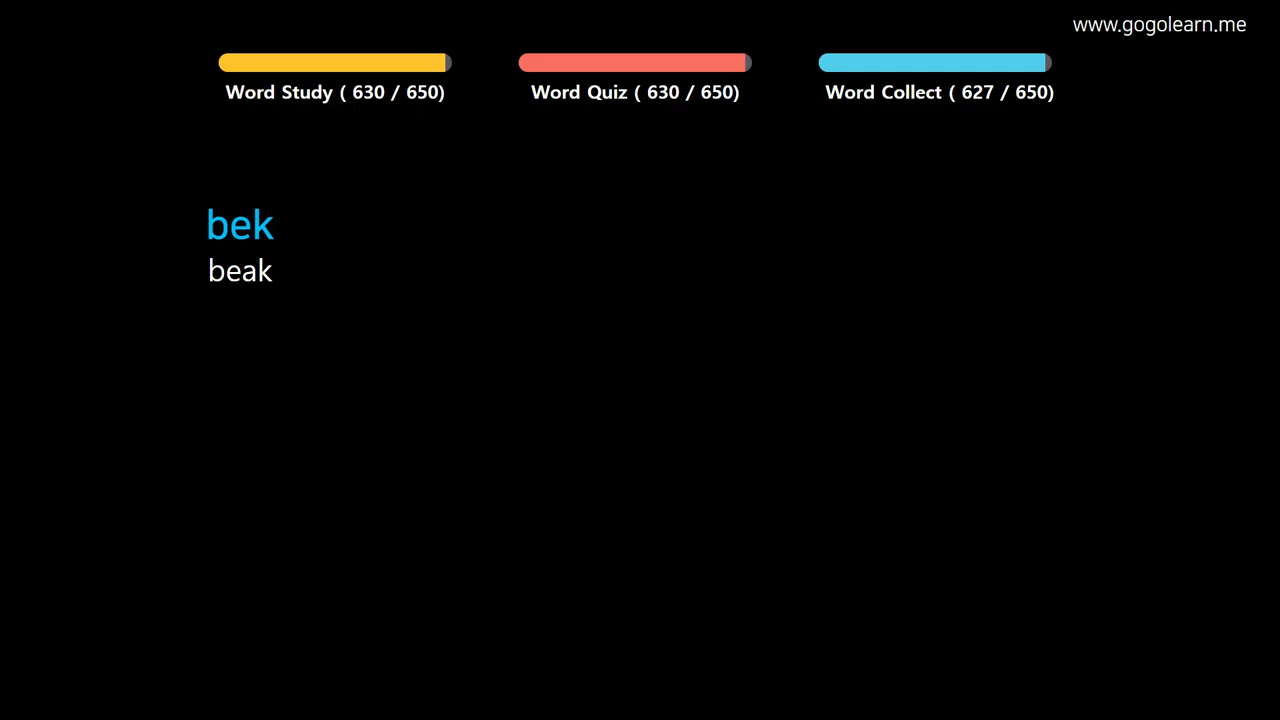 www.gogolearn.me
Word Study ( 630 / 650)
Word Quiz ( 630 / 650)
Word Collect ( 627 / 650)
bek
beak